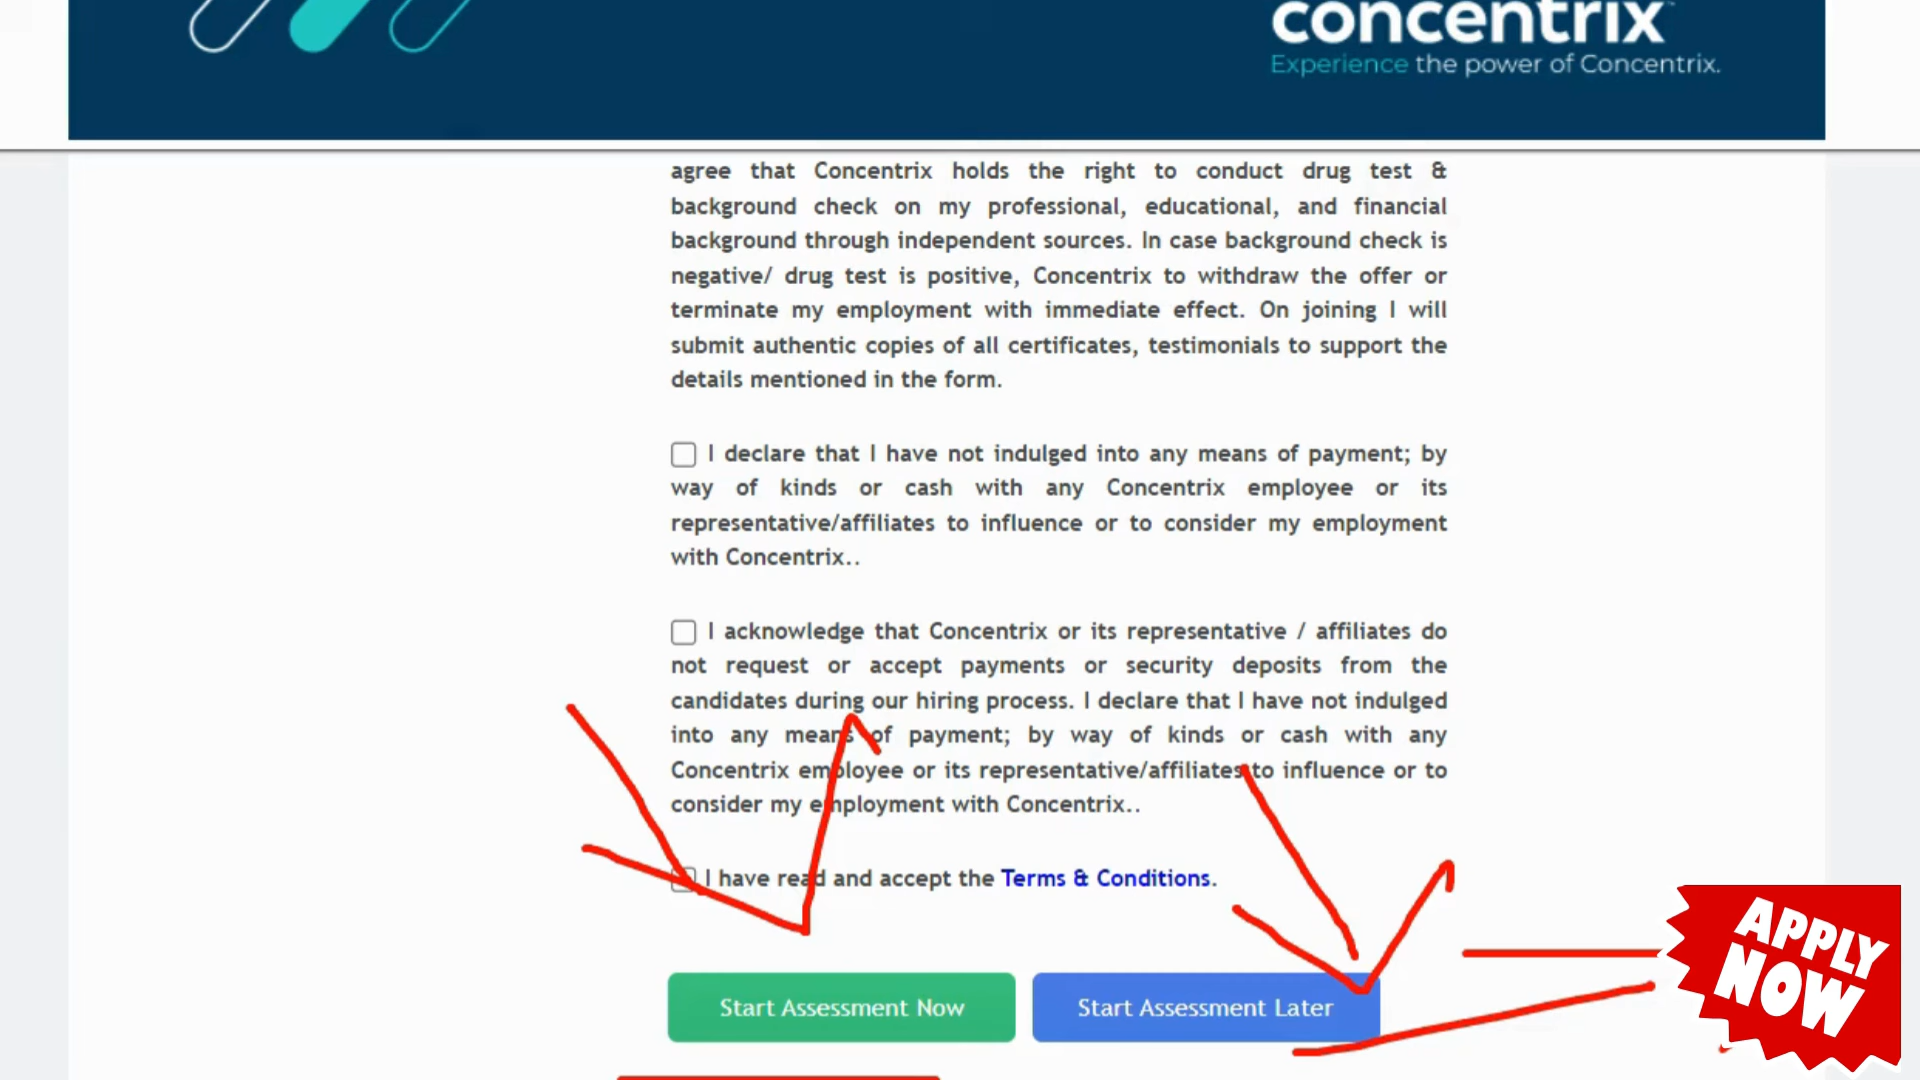 concentrix
Experience the power of Concentrix.
agree that Concentrix holds the right to conduct drug test &
background check on my professional, educational, and financial
background through independent sources. In case background check is
negative/ drug test is positive, Concentrix to withdraw the offer or
terminate my employment with immediate effect. On joining I will
submit authentic copies of all certificates, testimonials to support the
details mentioned in the form.
I declare that I have not indulged into any means of payment; by
way of kinds or cash with any Concentrix employee or its
representative/affiliates to influence or to consider my employment
with Concentrix..
I acknowledge that Concentrix or its representative / affiliates do
not request or accept payments or security deposits from the
candidates during our hiring process. I declare that I have not indulged
into any means of payment; by way of kinds or cash with any
Concentrix employee or its representative/affiliates to influence or to
consider my employment with Concentrix..
I have read and accept the Terms & Conditions.
Start Assessment Now
Start Assessment Later
APPLY
NOW